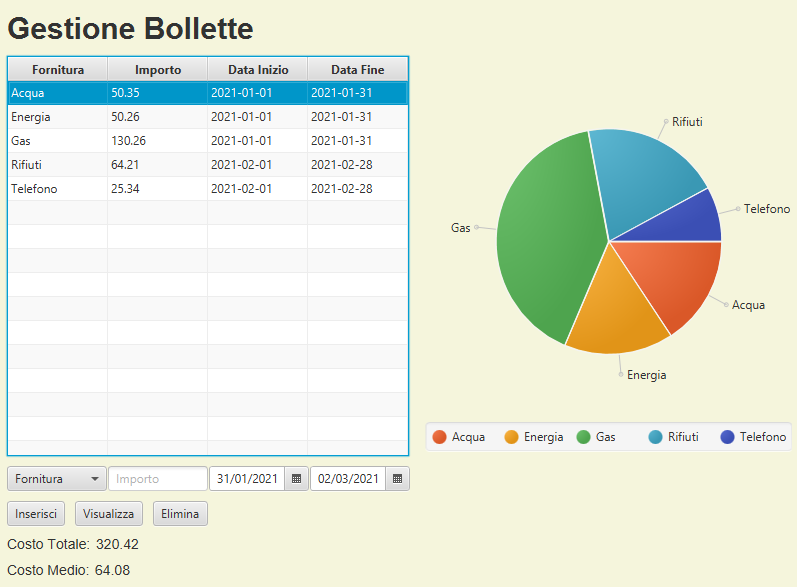 Gestione Bollette
Fornitura Importo Data Inizio Data Fine
Acqua 50.35 2021-01-01 2021-01-31
Energia 50.26 2021-01-01 2021-01-31
Gas 130.26 2021-01-01 2021-01-31
Rifiuti 64.21 2021-02-01 2021-02-28
Telefono 25.34 2021-02-01 2021-02-28
Fornitura Importo 31/01/2021 02/03/2021
Inserisci Visualizza Elimina
Costo Totale: 320.42
Costo Medio: 64.08
Rifiuti
Telefono
Gas
Acqua
Energia
Acqua Energia Gas Rifiuti Telefono